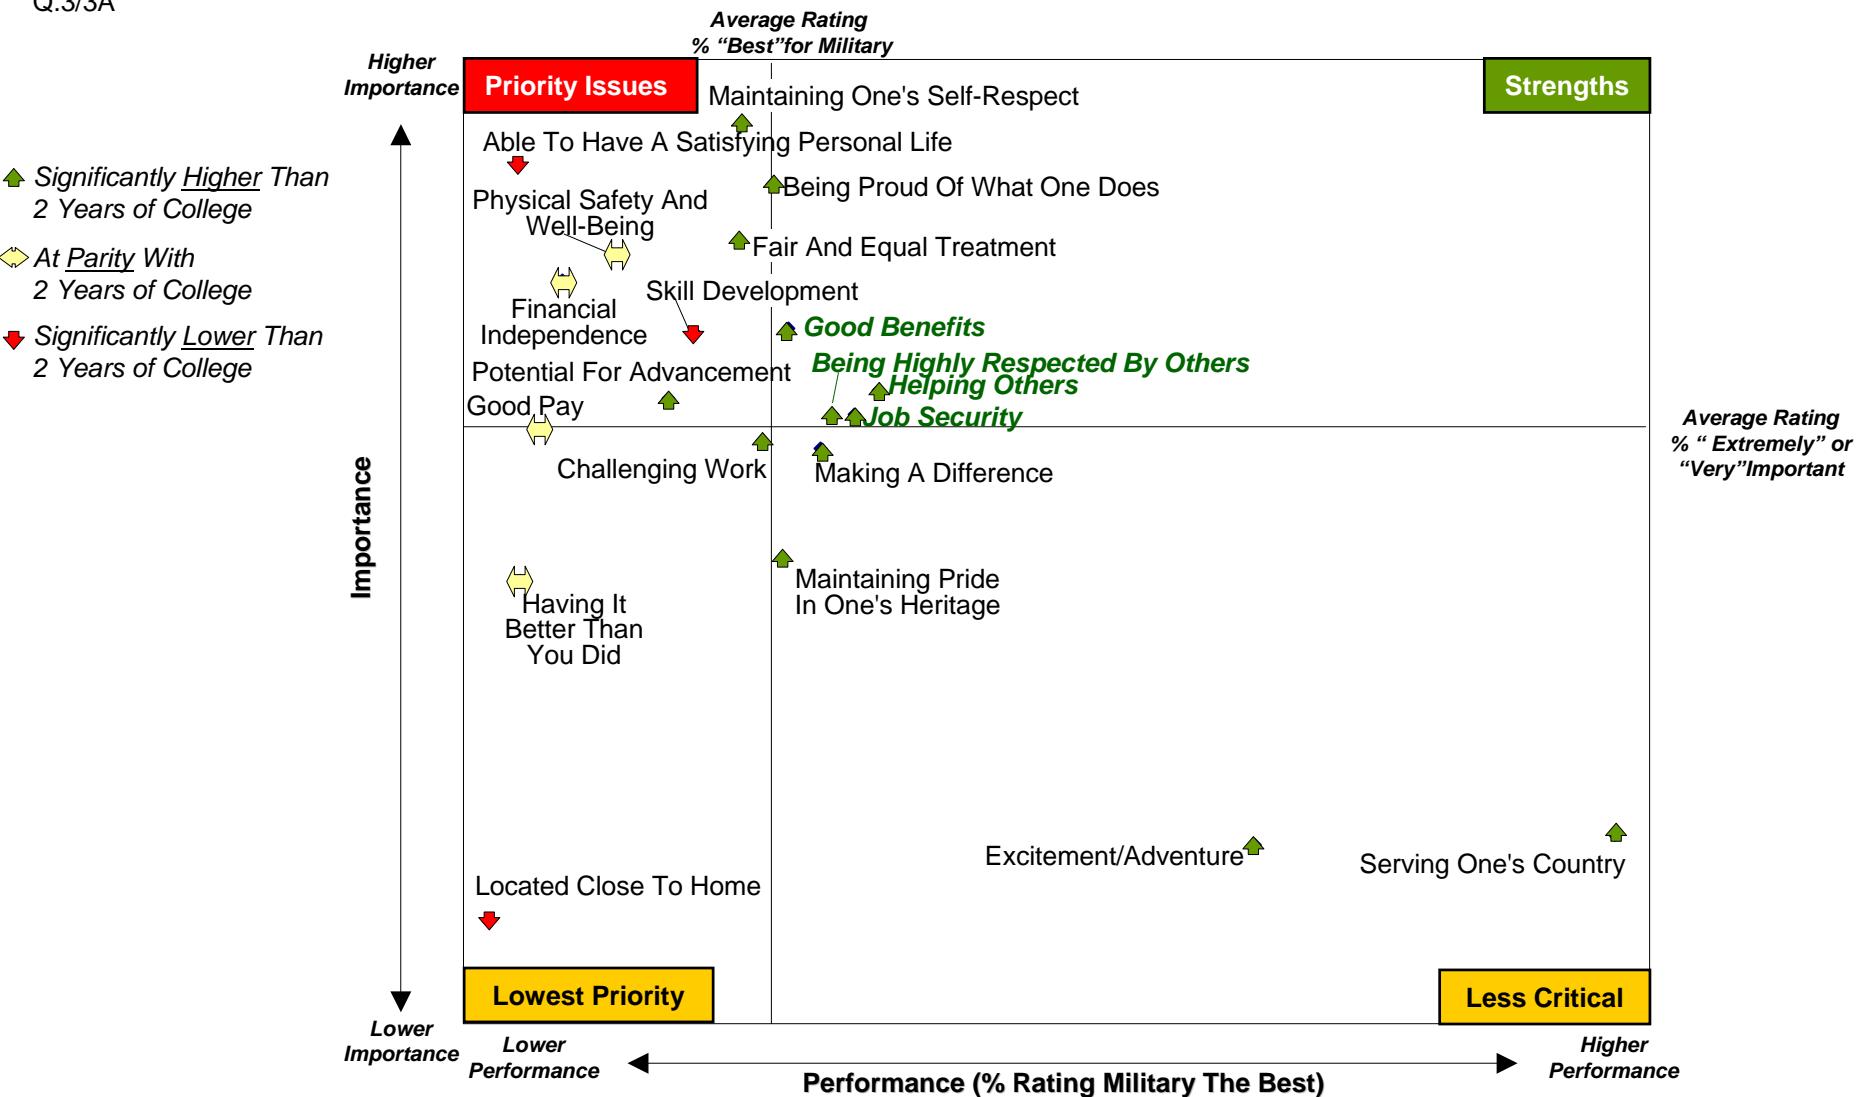 Q.3/3A
Average Rating
% “Best”for Military
Higher
Importance
Priority Issues
Strengths
Maintaining One's Self-Respect
Able To Have A Satisfying Personal Life
Significantly Higher Than
2 Years of College
Being Proud Of What One Does
Physical Safety And
Well-Being
Fair And Equal Treatment
At Parity With
2 Years of College
Skill Development
Financial
Independence
Significantly Lower Than
2 Years of College
Good Benefits
Being Highly Respected By Others
Potential For Advancement
Helping Others
Good Pay
Job Security
Average Rating
% “ Extremely” or
“Very”Important
Challenging Work
Making A Difference
Importance
Maintaining Pride
In One's Heritage
Having It
Better Than
You Did
Excitement/Adventure
Serving One's Country
Located Close To Home
Lowest Priority
Less Critical
Lower
Importance
Lower
Performance
Higher
Performance
Performance (% Rating Military The Best)